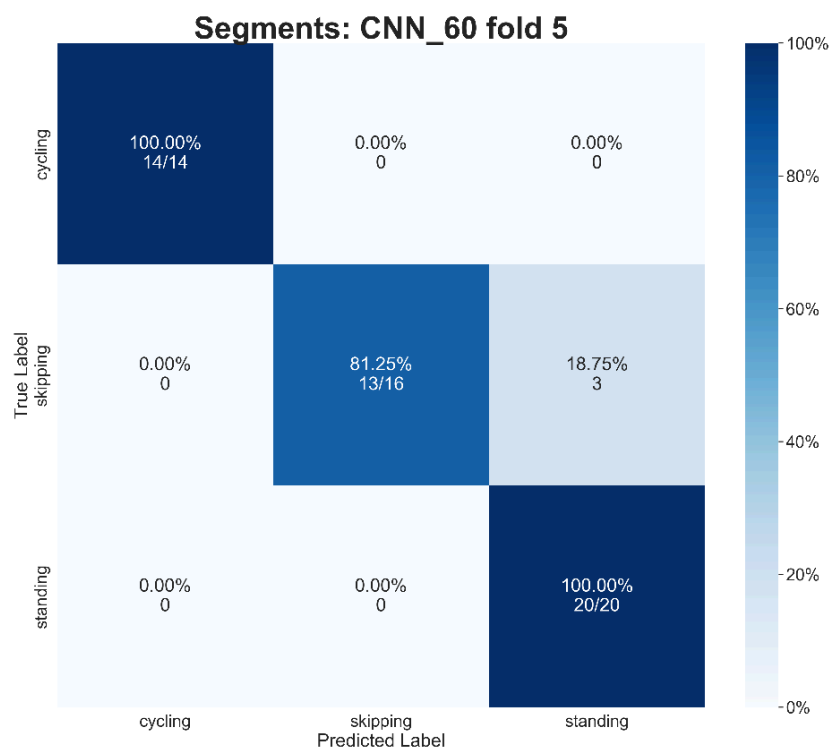 Segments: CNN_60 fold 5
100%
cycling
100.00%
14/14
0.00%
0
0.00%
0
80%
60%
True Label
skipping
0.00%
0
81.25%
13/16
18.75%
3
40%
20%
standing
0.00%
0
0.00%
0
100.00%
20/20
0%
cycling
skipping
standing
Predicted Label